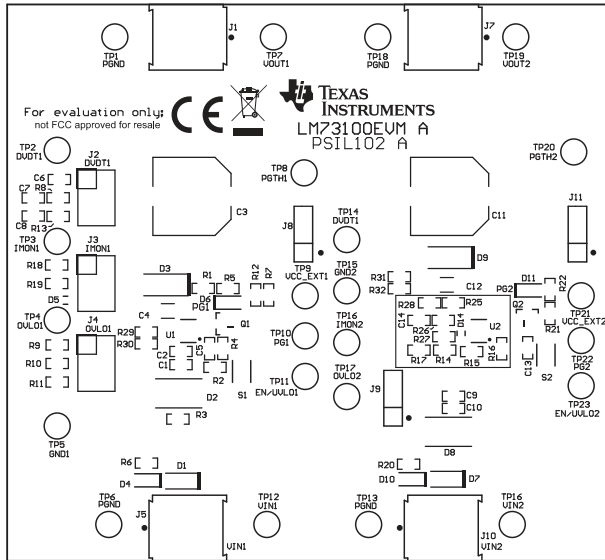 J1
J7
TP1
PGND
TP7
VOUT1
TP18
PGND
TP19
VOUT2
For evaluation only;
not FCC approved for resale
CE
TEXAS
INSTRUMENTS
LM73100EVM A
PSIL102 A
TP2
DVDT1
J2
DVDT1
C6
C7
R8
C8
R13
TP3
IMON1
J3
IMON1
R18
R19
D5
TP4
OVLO1
J4
OVLO1
R9
R10
R11
TP5
GND1
C3
TP8
PGTH1
J8
TP14
DVDT1
C11
TP20
PGTH2
J11
D3
R1
R5
R12
R7
TP9
VCC_EXT1
TP15
GND2
D9
R31
R32
C12
D11
R22
PG2
D6
PG1
C4
R29
R30
U1
Q1
C2
C1
C5
R4
R2
TP10
PG1
TP16
IMON2
R28
R25
C14
R26
R27
D14
U2
R17
R14
R15
R16
Q2
R21
C13
S2
TP21
VCC_EXT2
TP22
PG2
TP23
EN/UVLO2
D2
R3
S1
TP11
EN/UVLO1
TP17
OVLO2
J9
C9
C10
D8
R6
D1
D4
R20
D10
D7
TP6
PGND
J5
VIN1
TP12
VIN1
TP13
PGND
J10
VIN2
TP16
VIN2